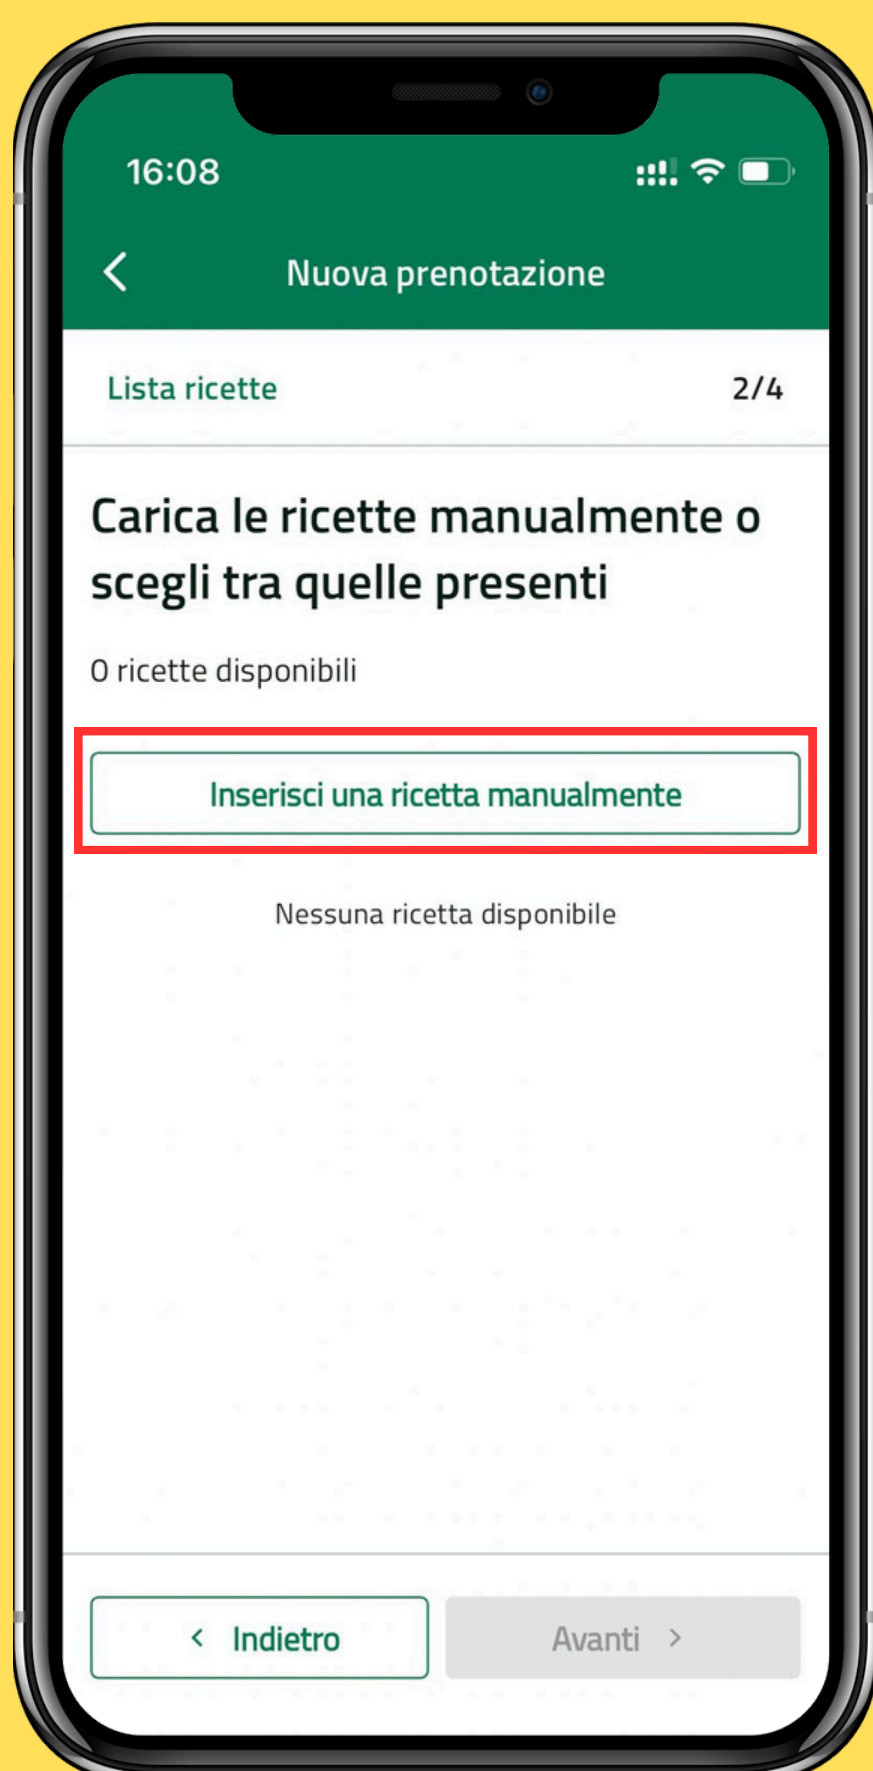 16:08
Nuova prenotazione
Lista ricette 2/4
Carica le ricette manualmente o
scegli tra quelle presenti
0 ricette disponibili
Inserisci una ricetta manualmente
Nessuna ricetta disponibile
Indietro Avanti